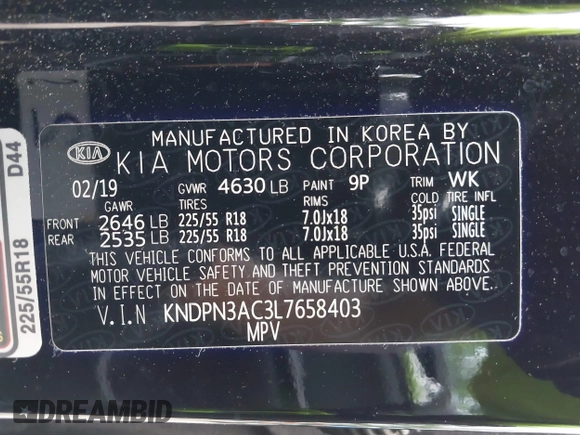 MANUFACTURED IN KOREA BY
KIA KIA MOTORS CORPORATION
02/19 GVWR 4630 LB PAINT 9P TRIM WK
GAWR TIRES RIMS COLD TIRE INFL
FRONT 2646 LB 225/55 R18 7.0Jx18 35psi SINGLE
REAR 2535 LB 225/55 R18 7.0Jx18 35psi SINGLE
THIS VEHICLE CONFORMS TO ALL APPLICABLE U.S.A. FEDERAL
MOTOR VEHICLE SAFETY AND THEFT PREVENTION STANDARDS
IN EFFECT ON THE DATE OF MANUFACTURE SHOWN ABOVE.
V.I.N KNDPN3AC3L7658403
MPV
D44
225/55R18
DREAMBID